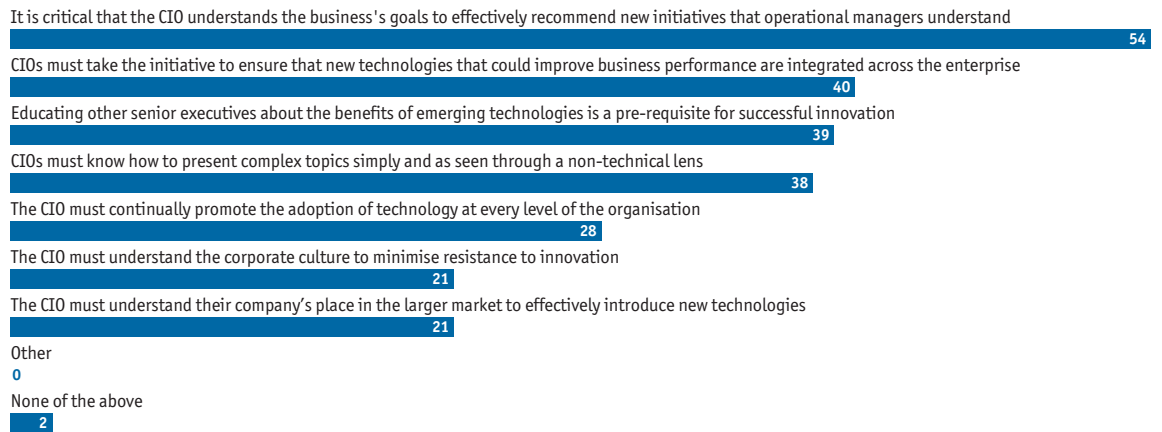 It is critical that the CIO understands the business's goals to effectively recommend new initiatives that operational managers understand
54
CIOs must take the initiative to ensure that new technologies that could improve business performance are integrated across the enterprise
40
Educating other senior executives about the benefits of emerging technologies is a pre-requisite for successful innovation
39
CIOs must know how to present complex topics simply and as seen through a non-technical lens
38
The CIO must continually promote the adoption of technology at every level of the organisation
28
The CIO must understand the corporate culture to minimise resistance to innovation
21
The CIO must understand their company’s place in the larger market to effectively introduce new technologies
21
Other
0
None of the above
2